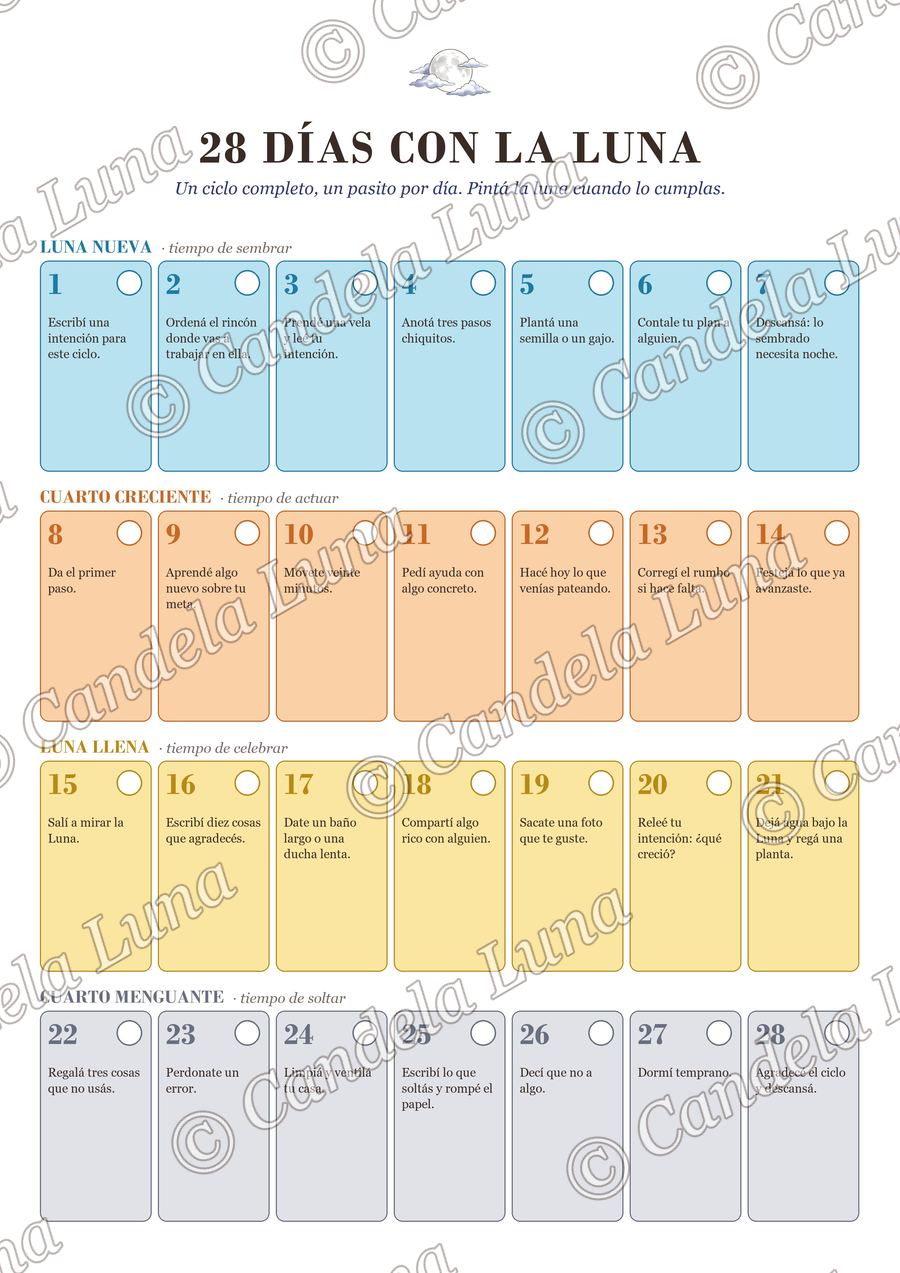 28 DÍAS CON LA LUNA
Un ciclo completo, un pasito por día. Pintá la luna cuando lo cumplas.
LUNA NUEVA · tiempo de sembrar
1
Escribí una
intención para
este ciclo.
2
Ordená el rincón
donde vas a
trabajar en ella.
3
Prendé una vela
y leé tu
intención.
4
Anotá tres pasos
chiquitos.
5
Plantá una
semilla o un gajo.
6
Contale tu plan a
alguien.
7
Descansá: lo
sembrado
necesita noche.
CUARTO CRECIENTE · tiempo de actuar
8
Da el primer
paso.
9
Aprendé algo
nuevo sobre tu
meta.
10
Movete veinte
minutos.
11
Pedí ayuda con
algo concreto.
12
Hacé hoy lo que
venías pateando.
13
Corregí el rumbo
si hace falta.
14
Festejá lo que ya
avanzaste.
LUNA LLENA · tiempo de celebrar
15
Salí a mirar la
Luna.
16
Escribí diez cosas
que agradecés.
17
Date un baño
largo o una
ducha lenta.
18
Compartí algo
rico con alguien.
19
Sacate una foto
que te guste.
20
Releé tu
intención: ¿qué
creció?
21
Dejá agua bajo la
Luna y regá una
planta.
CUARTO MENGUANTE · tiempo de soltar
22
Regalá tres cosas
que no usás.
23
Perdonate un
error.
24
Limpiá y ventilá
tu casa.
25
Escribí lo que
soltás y rompé el
papel.
26
Decí que no a
algo.
27
Dormí temprano.
28
Agradecé el ciclo
y descansá.
© Candela Luna